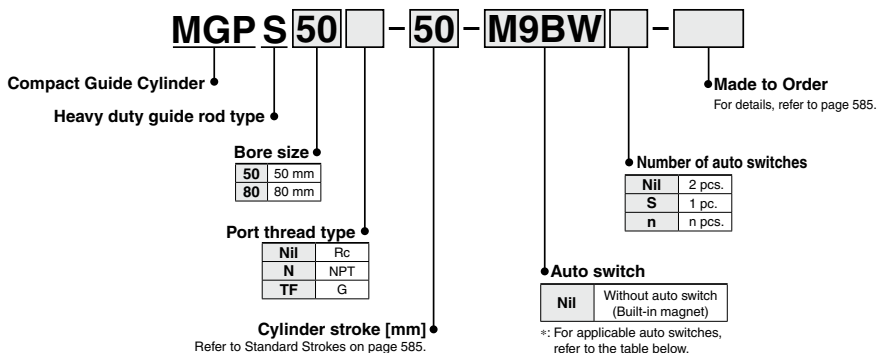 MGP S 50 - 50 - M9BW -
Compact Guide Cylinder
Made to Order
For details, refer to page 585.
Heavy duty guide rod type
Bore size
50 50 mm
80 80 mm
Number of auto switches
Nil 2 pcs.
S 1 pc.
n n pcs.
Port thread type
Nil Rc
N NPT
TF G
Auto switch
Nil Without auto switch
(Built-in magnet)
∗: For applicable auto switches,
refer to the table below.
Cylinder stroke [mm]
Refer to Standard Strokes on page 585.